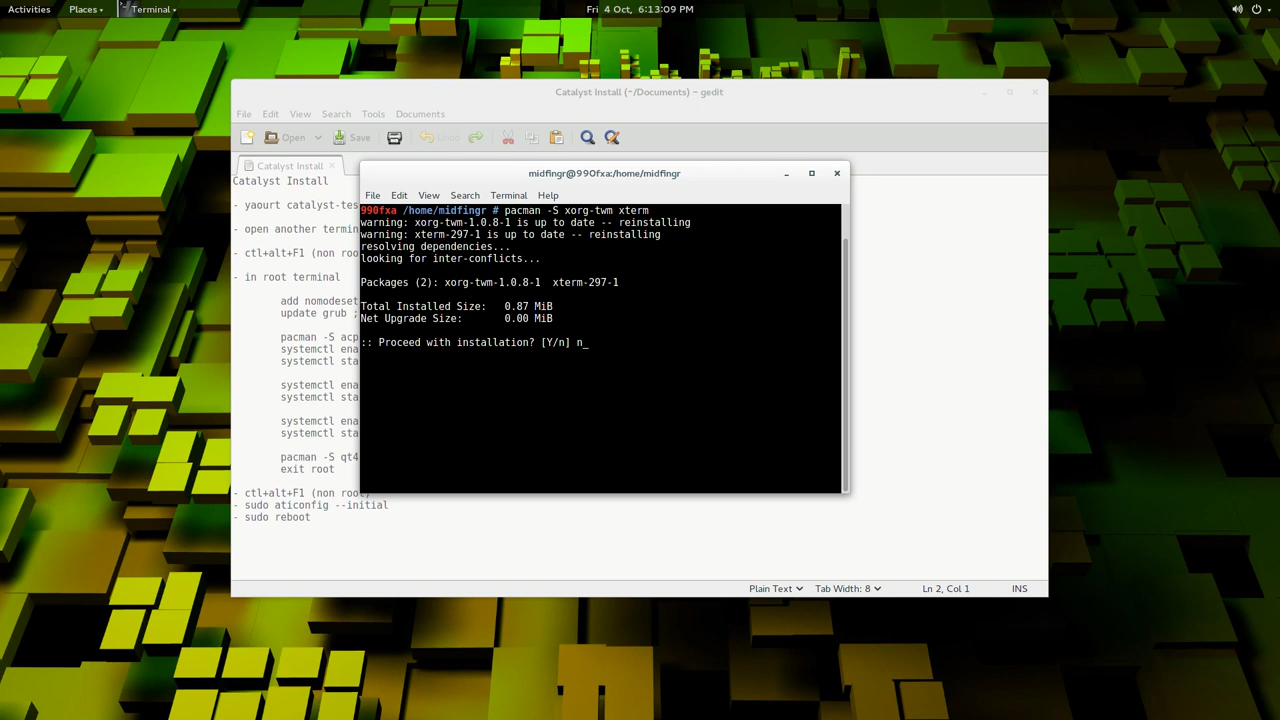 Activities Places Terminal Fri 4 Oct, 6:13:09 PM
Catalyst Install (~/Documents) - gedit
File Edit View Search Tools Documents
Open Save Undo
Catalyst Install
Catalyst Install
- yaourt catalyst-tes
- open another termin
- ctl+alt+F1 (non roo
- in root terminal
add nomodeset
update grub ;
pacman -S acp
systemctl ena
systemctl sta
systemctl ena
systemctl sta
systemctl ena
systemctl sta
pacman -S qt4
exit root
- ctl+alt+F1 (non root)
- sudo aticonfig --initial
- sudo reboot
midfingr@990fxa:/home/midfingr
File Edit View Search Terminal Help
990fxa /home/midfingr # pacman -S xorg-twm xterm
warning: xorg-twm-1.0.8-1 is up to date -- reinstalling
warning: xterm-297-1 is up to date -- reinstalling
resolving dependencies...
looking for inter-conflicts...
Packages (2): xorg-twm-1.0.8-1 xterm-297-1
Total Installed Size: 0.87 MiB
Net Upgrade Size: 0.00 MiB
:: Proceed with installation? [Y/n] n_
Plain Text Tab Width: 8 Ln 2, Col 1 INS